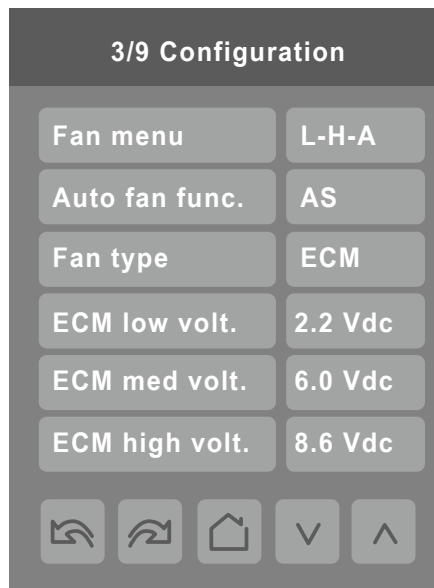 3/9 Configuration
Fan menu L-H-A
Auto fan func. AS
Fan type ECM
ECM low volt. 2.2 Vdc
ECM med volt. 6.0 Vdc
ECM high volt. 8.6 Vdc